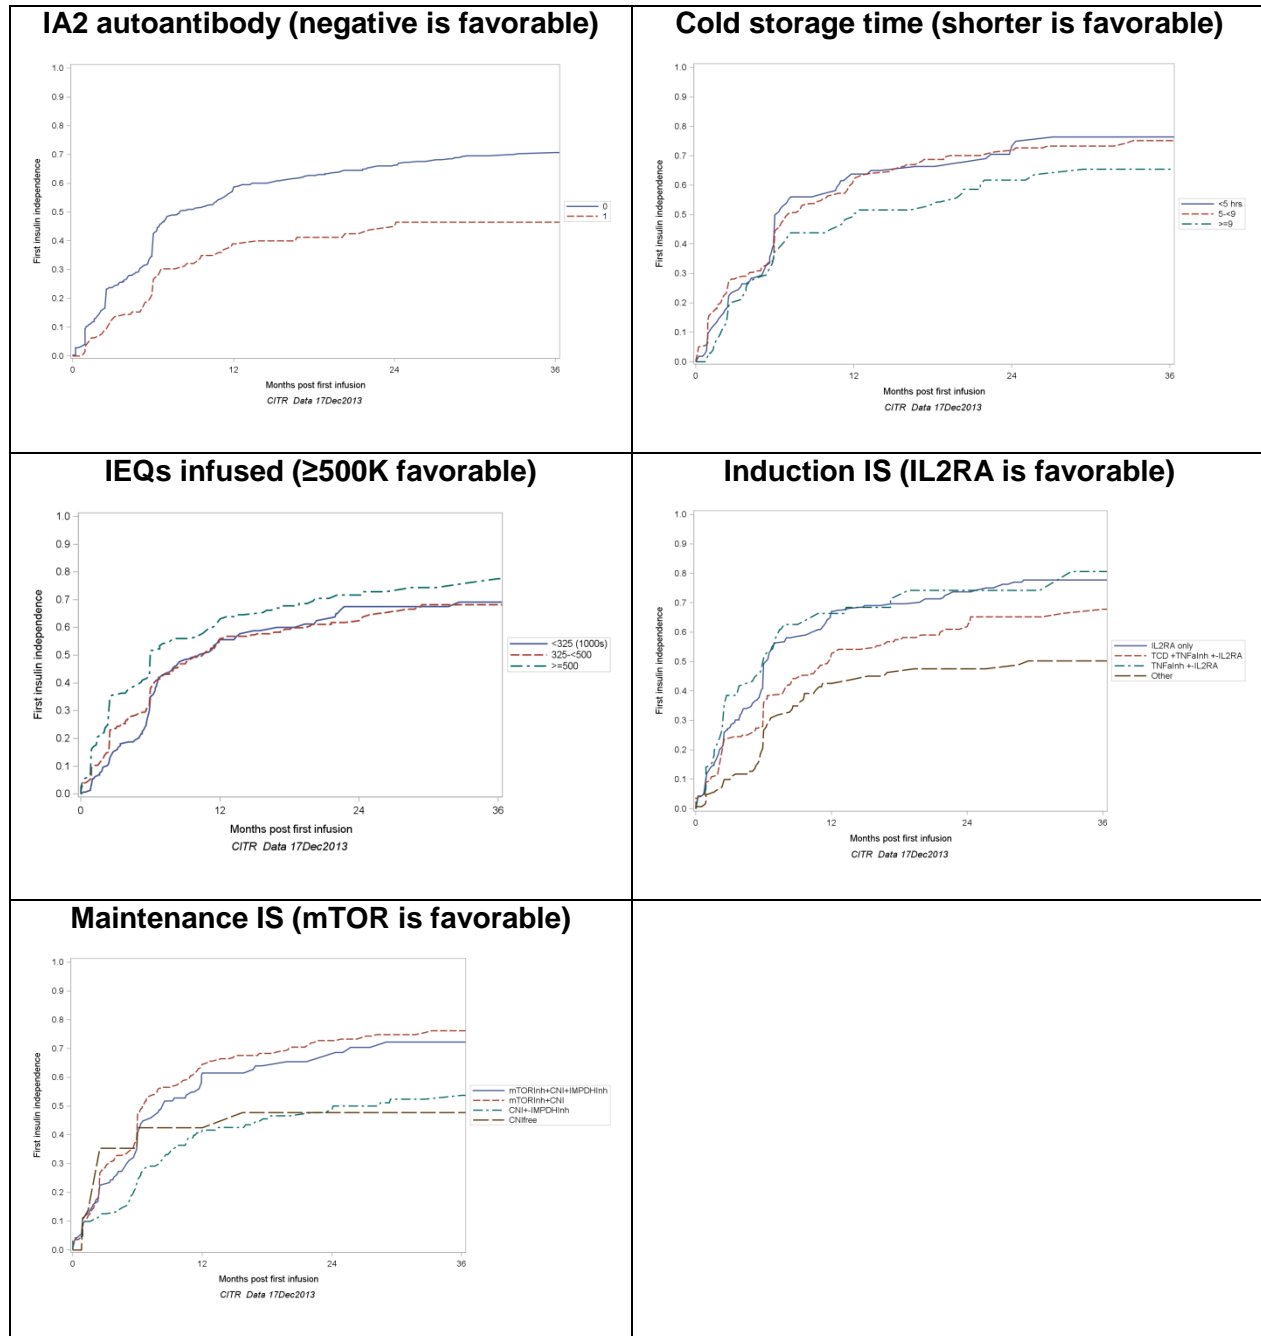 IA2 autoantibody (negative is favorable)
1.0
0.9
0.8
0.7
0.6
0.5
0.4
0.3
0.2
0.1
0.0
First insulin independence
0
12
24
36
Months post first infusion
CITR Data 17Dec2013
0
1
Cold storage time (shorter is favorable)
1.0
0.9
0.8
0.7
0.6
0.5
0.4
0.3
0.2
0.1
0.0
First insulin independence
0
12
24
36
Months post first infusion
CITR Data 17Dec2013
<5 hrs
5-<9
>=9
IEQs infused (≥500K favorable)
1.0
0.9
0.8
0.7
0.6
0.5
0.4
0.3
0.2
0.1
0.0
First insulin independence
0
12
24
36
Months post first infusion
CITR Data 17Dec2013
<325 (1000s)
325-<500
>=500
Induction IS (IL2RA is favorable)
1.0
0.9
0.8
0.7
0.6
0.5
0.4
0.3
0.2
0.1
0.0
First insulin independence
0
12
24
36
Months post first infusion
CITR Data 17Dec2013
IL2RA only
TCD +TNFaInh +-IL2RA
TNFaInh +-IL2RA
Other
Maintenance IS (mTOR is favorable)
1.0
0.9
0.8
0.7
0.6
0.5
0.4
0.3
0.2
0.1
0.0
First insulin independence
0
12
24
36
Months post first infusion
CITR Data 17Dec2013
mTORInh+CNI+IMPDHInh
mTORInh+CNI
CNI+-IMPDHInh
CNIfree